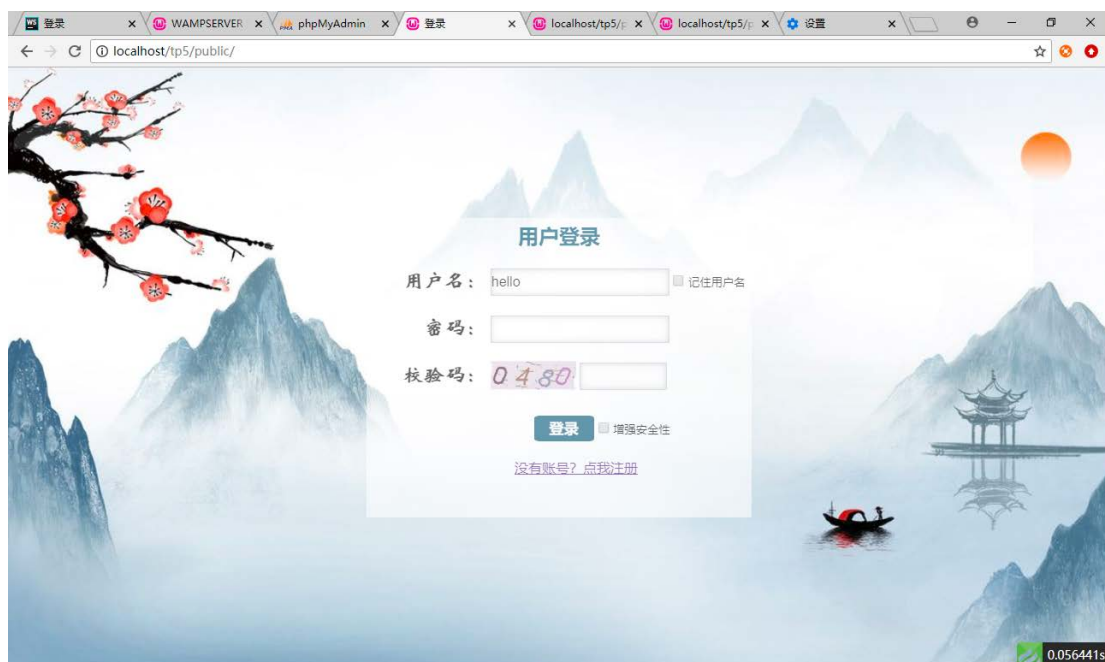 登录 WAMPSERVER phpMyAdmin 登录 localhost/tp5/p localhost/tp5/p 设置
localhost/tp5/public/
用户登录
用户名： hello 记住用户名
密码：
校验码： 0480
登录 增强安全性
没有账号？点我注册
0.056441s